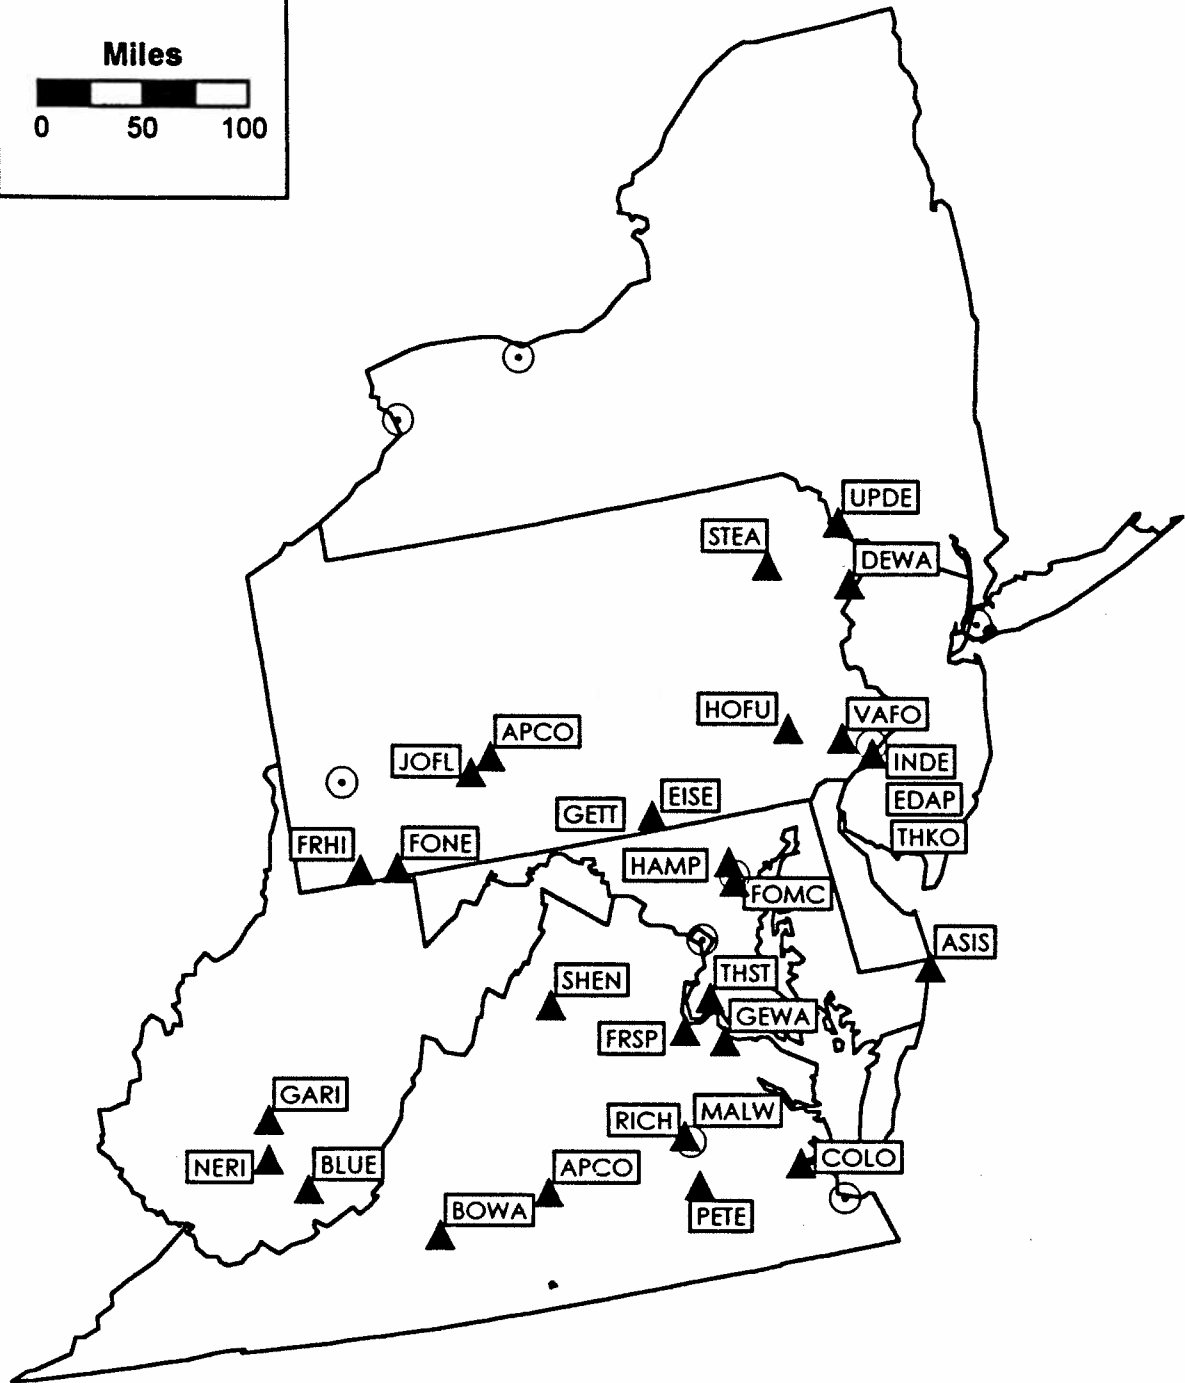 Miles
0 50 100
UPDE
STEA
DEWA
HOFU
VAFO
APCO
JOFL
INDE
EISE
EDAP
GETT
THKO
FRHI
FONE
HAMP
FOMC
ASIS
THST
SHEN
GEWA
FRSP
GARI
MALW
RICH
COLO
NERI
BLUE
APCO
BOWA
PETE